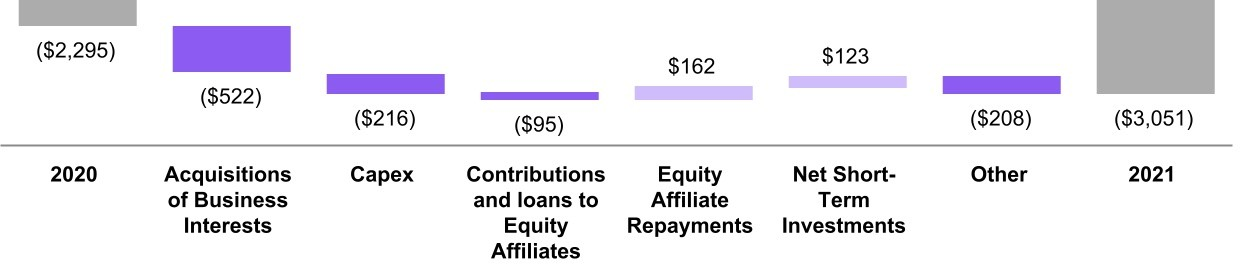 $123
$162
($2,295)
($522)
($216)
($95)
($208)
($3,051)
2020
Acquisitions
of Business
Interests
Capex
Contributions
and loans to
Equity
Affiliates
Equity
Affiliate
Repayments
Net Short-
Term
Investments
Other
2021